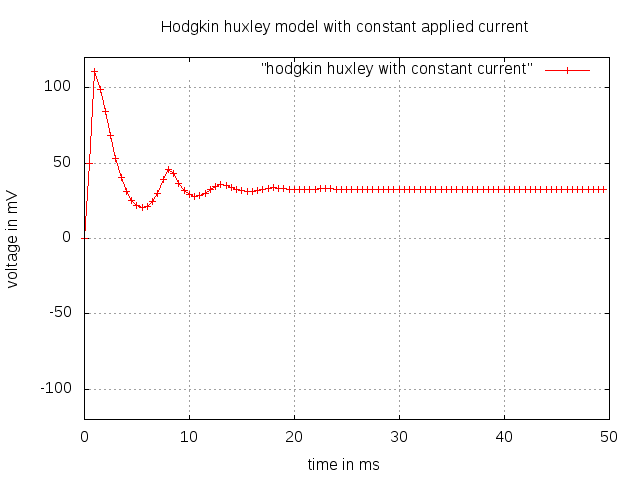 Hodgkin huxley model with constant applied current
"hodgkin huxley with constant current"
100
50
0
-50
-100
voltage in mV
0 10 20 30 40 50
time in ms